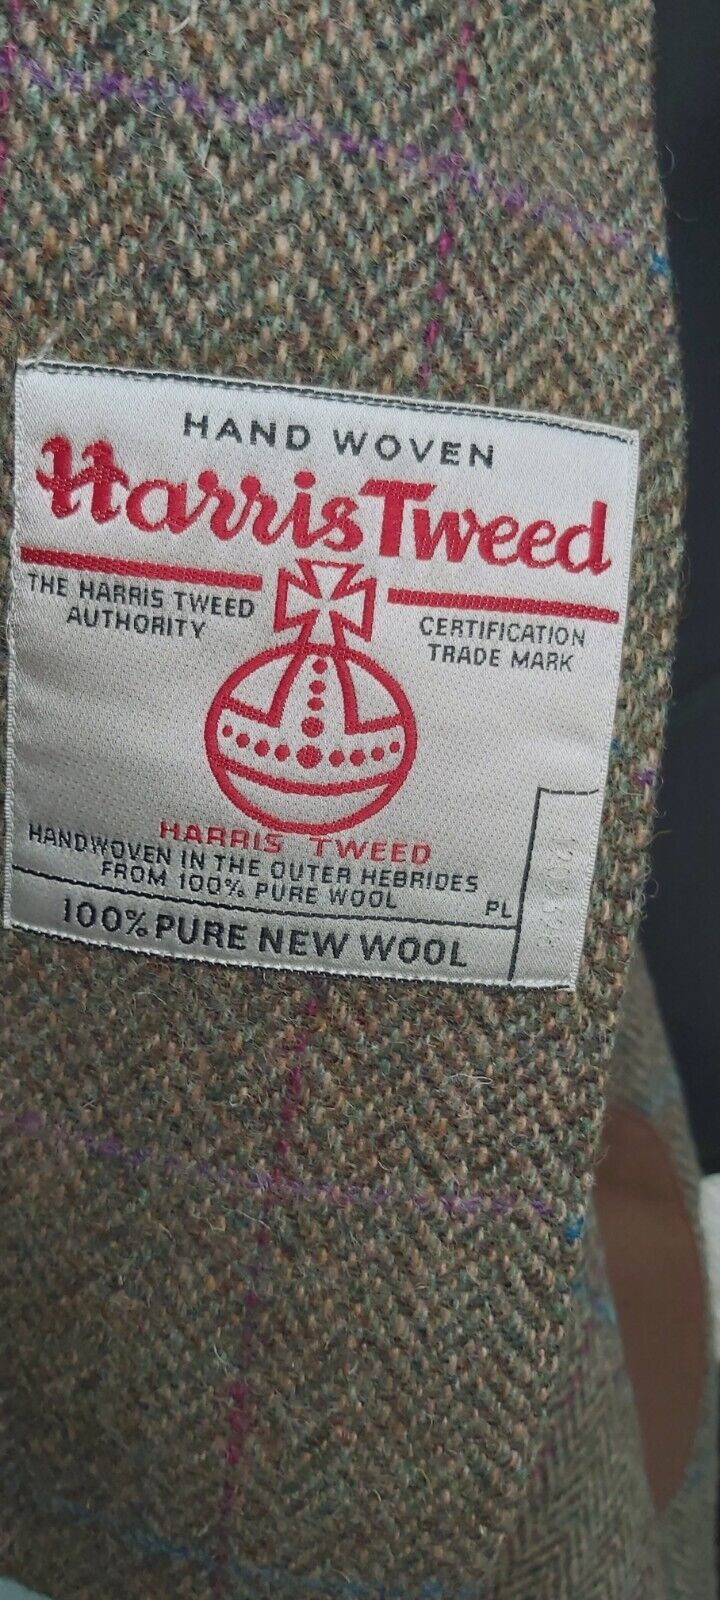 HAND WOVEN
Harris Tweed
THE HARRIS TWEED
AUTHORITY
CERTIFICATION
TRADE MARK
HARRIS TWEED
HANDWOVEN IN THE OUTER HEBRIDES
FROM 100% PURE WOOL
PL
100% PURE NEW WOOL